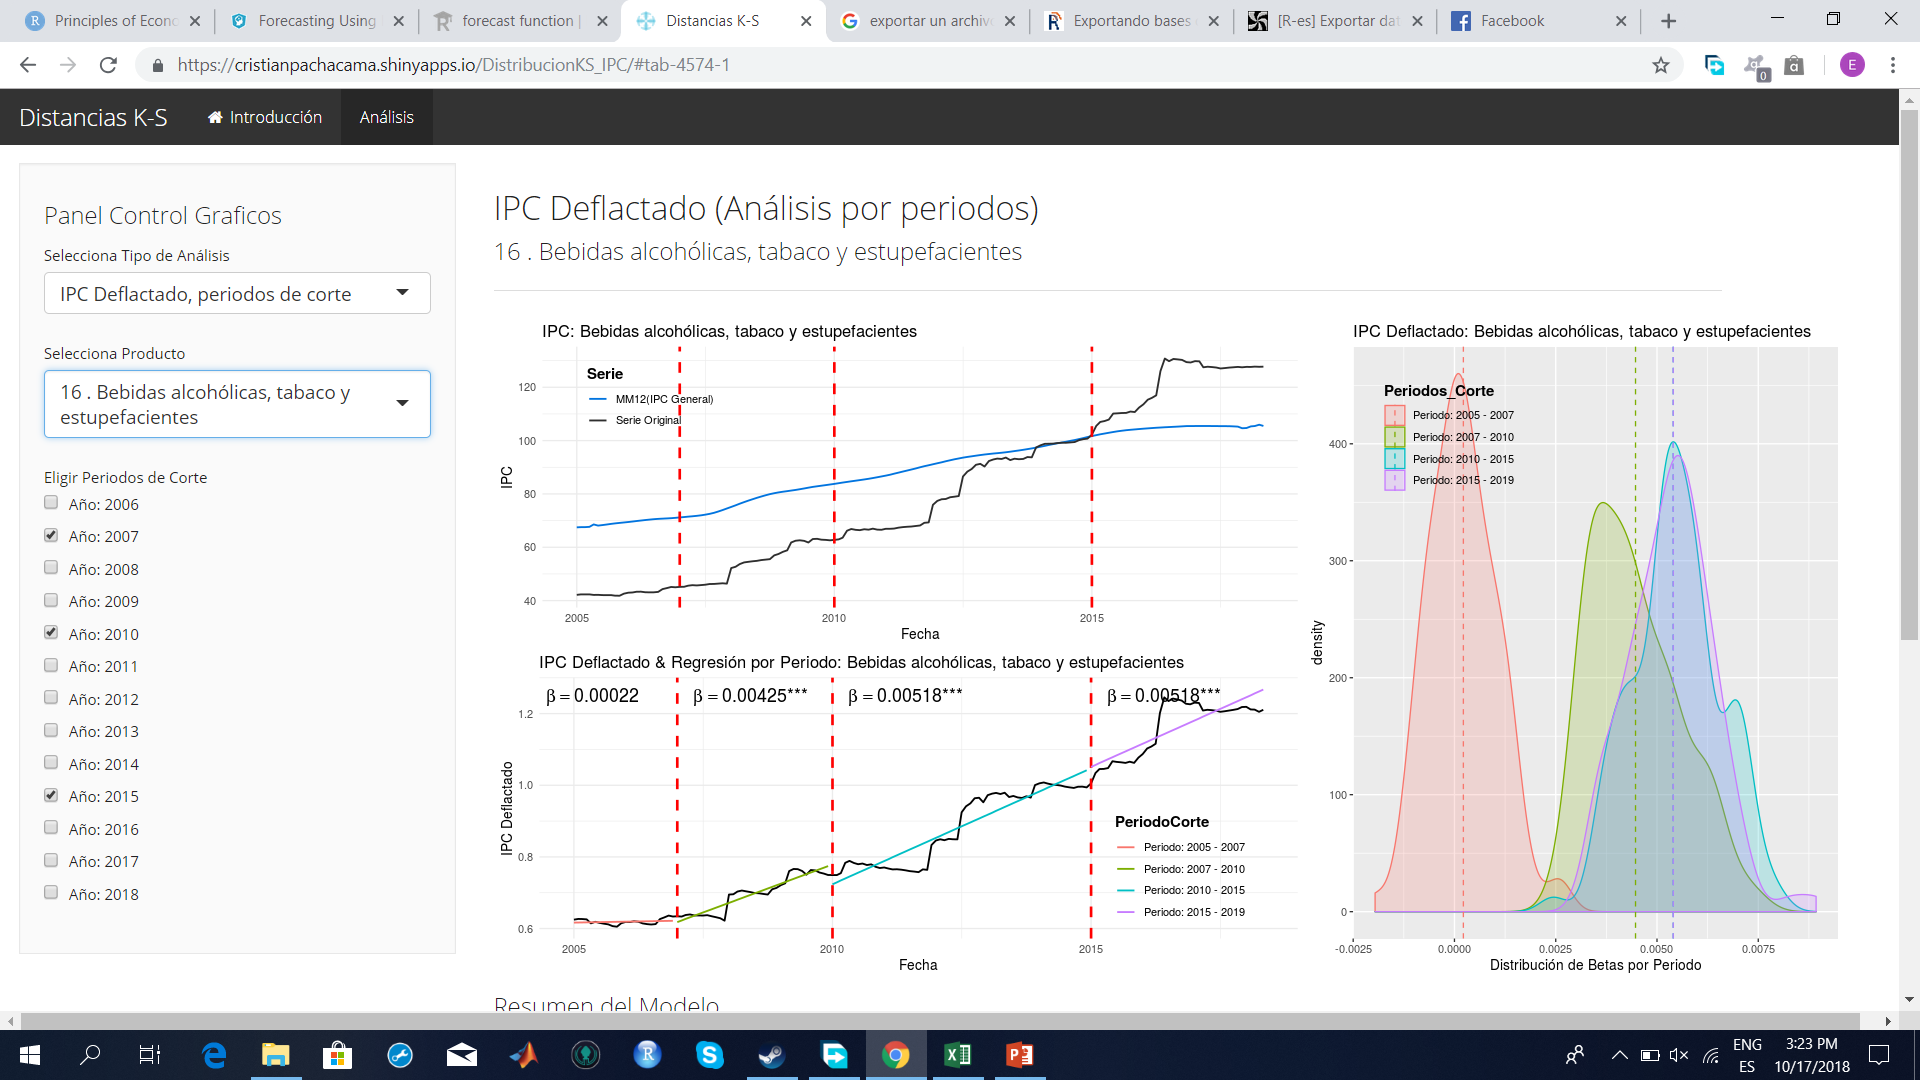 Principles of Econo
Forecasting Using
forecast function |
Distancias K-S
exportar un archivo
Exportando bases
[R-es] Exportar dat
Facebook
https://cristianpachacama.shinyapps.io/DistribucionKS_IPC/#tab-4574-1
0
E
Distancias K-S
Introducción
Análisis
Panel Control Graficos
Selecciona Tipo de Análisis
IPC Deflactado, periodos de corte
Selecciona Producto
16 . Bebidas alcohólicas, tabaco y
estupefacientes
Eligir Periodos de Corte
Año: 2006
Año: 2007
Año: 2008
Año: 2009
Año: 2010
Año: 2011
Año: 2012
Año: 2013
Año: 2014
Año: 2015
Año: 2016
Año: 2017
Año: 2018
IPC Deflactado (Análisis por periodos)
16 . Bebidas alcohólicas, tabaco y estupefacientes
IPC: Bebidas alcohólicas, tabaco y estupefacientes
Serie
MM12(IPC General)
Serie Original
IPC
120
100
80
60
40
2005
2010
2015
Fecha
IPC Deflactado & Regresión por Periodo: Bebidas alcohólicas, tabaco y estupefacientes
β = 0.00022
β = 0.00425***
β = 0.00518***
β = 0.00518***
IPC Deflactado
1.2
1.0
0.8
0.6
PeriodoCorte
Periodo: 2005 - 2007
Periodo: 2007 - 2010
Periodo: 2010 - 2015
Periodo: 2015 - 2019
2005
2010
2015
Fecha
IPC Deflactado: Bebidas alcohólicas, tabaco y estupefacientes
Periodos_Corte
Periodo: 2005 - 2007
Periodo: 2007 - 2010
Periodo: 2010 - 2015
Periodo: 2015 - 2019
density
400
300
200
100
0
-0.0025
0.0000
0.0025
0.0050
0.0075
Distribución de Betas por Periodo
Resumen del Modelo
ENG
ES
3:23 PM
10/17/2018